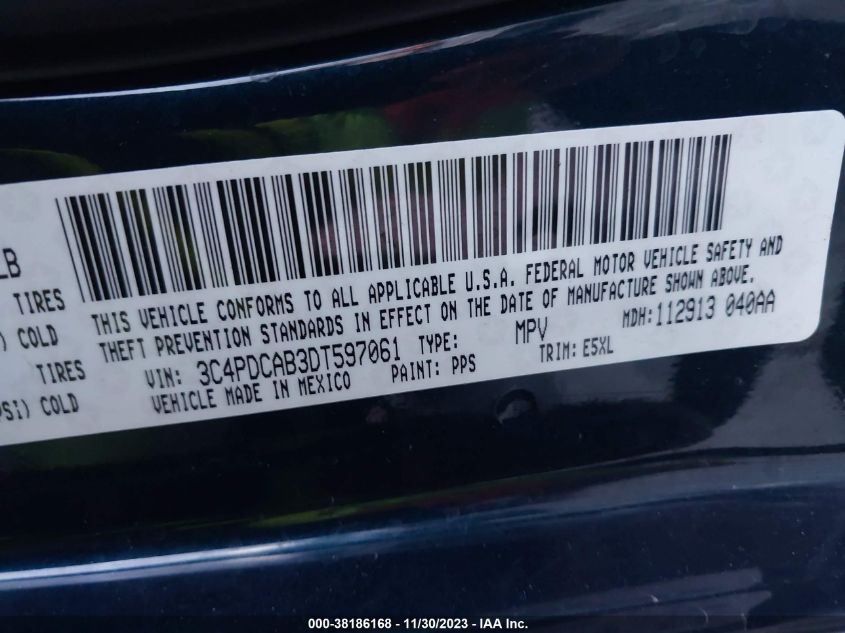 LB
TIRES
) COLD
TIRES
PSI) COLD
THIS VEHICLE CONFORMS TO ALL APPLICABLE U.S.A. FEDERAL MOTOR VEHICLE SAFETY AND
THEFT PREVENTION STANDARDS IN EFFECT ON THE DATE OF MANUFACTURE SHOWN ABOVE.
VIN: 3C4PDCAB3DT597061 TYPE: MPV MDH:112913 040AA
VEHICLE MADE IN MEXICO PAINT: PPS TRIM: E5XL
000-38186168 - 11/30/2023 - IAA Inc.